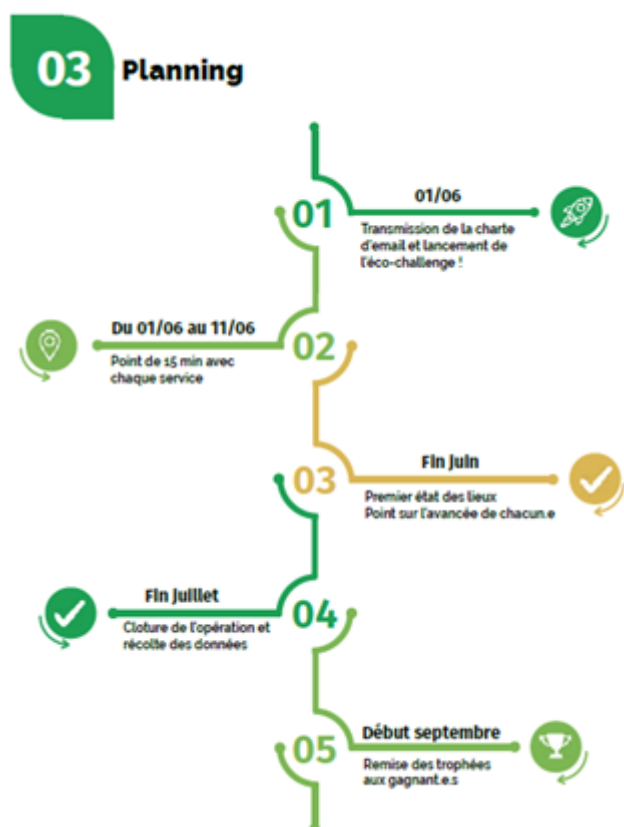 03 Planning
01
01/06
Transmission de la charte
d'email et lancement de
l'éco-challenge !
Du 01/06 au 11/06
02
Point de 15 min avec
chaque service
Fin juin
03
Premier état des lieux
Point sur l'avancée de chacun.e
Fin juillet
04
Cloture de l'opération et
récolte des données
Début septembre
05
Remise des trophées
aux gagnant.e.s